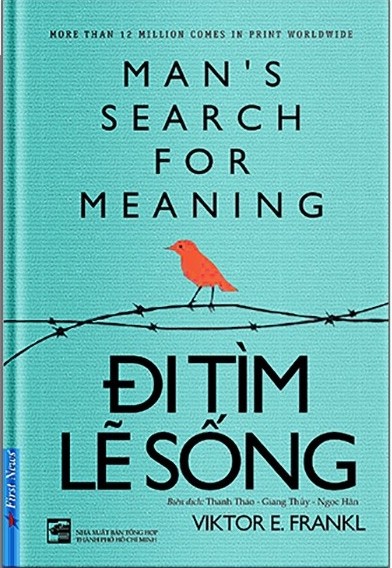 MORE THAN 12 MILLION COMES IN PRINT WORLDWIDE
MAN'S
SEARCH
FOR
MEANING
ĐI TÌM
LẼ SỐNG
Biên dịch: Thanh Thảo - Giang Thủy - Ngọc Hân
VIKTOR E. FRANKL
First News
NHÀ XUẤT BẢN TỔNG HỢP
THÀNH PHỐ HỒ CHÍ MINH